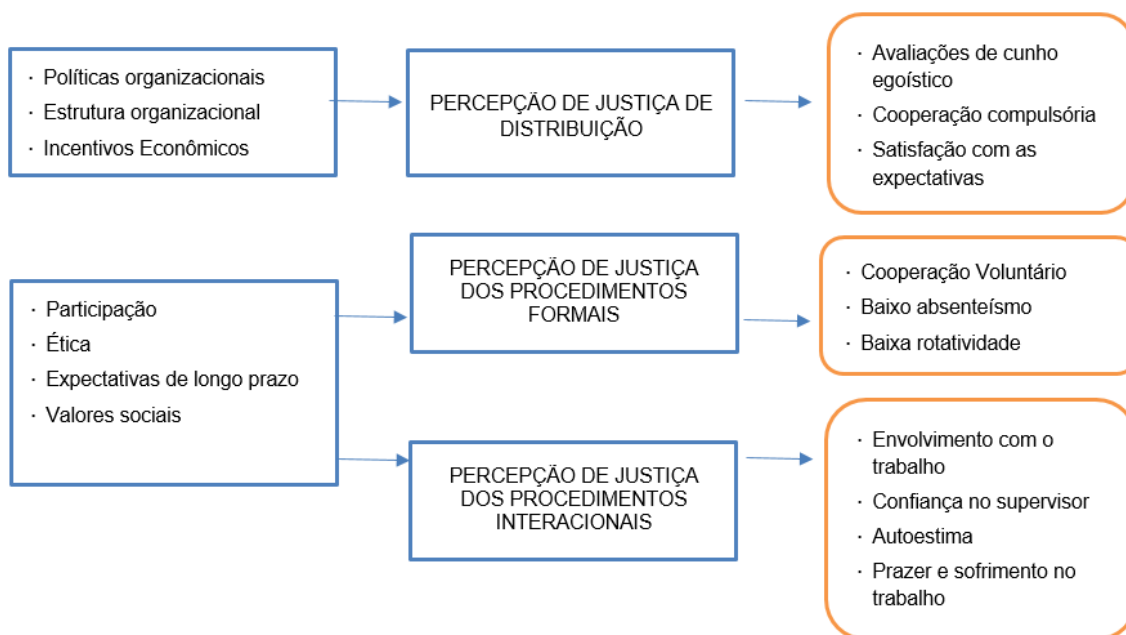 · Políticas organizacionais
· Estrutura organizacional
· Incentivos Econômicos
PERCEPÇÃO DE JUSTIÇA DE
DISTRIBUIÇÃO
· Avaliações de cunho
egoístico
· Cooperação compulsória
· Satisfação com as
expectativas
· Participação
· Ética
· Expectativas de longo prazo
· Valores sociais
PERCEPÇÃO DE JUSTIÇA
DOS PROCEDIMENTOS
FORMAIS
· Cooperação Voluntário
· Baixo absenteísmo
· Baixa rotatividade
PERCEPÇÃO DE JUSTIÇA
DOS PROCEDIMENTOS
INTERACIONAIS
· Envolvimento com o
trabalho
· Confiança no supervisor
· Autoestima
· Prazer e sofrimento no
trabalho